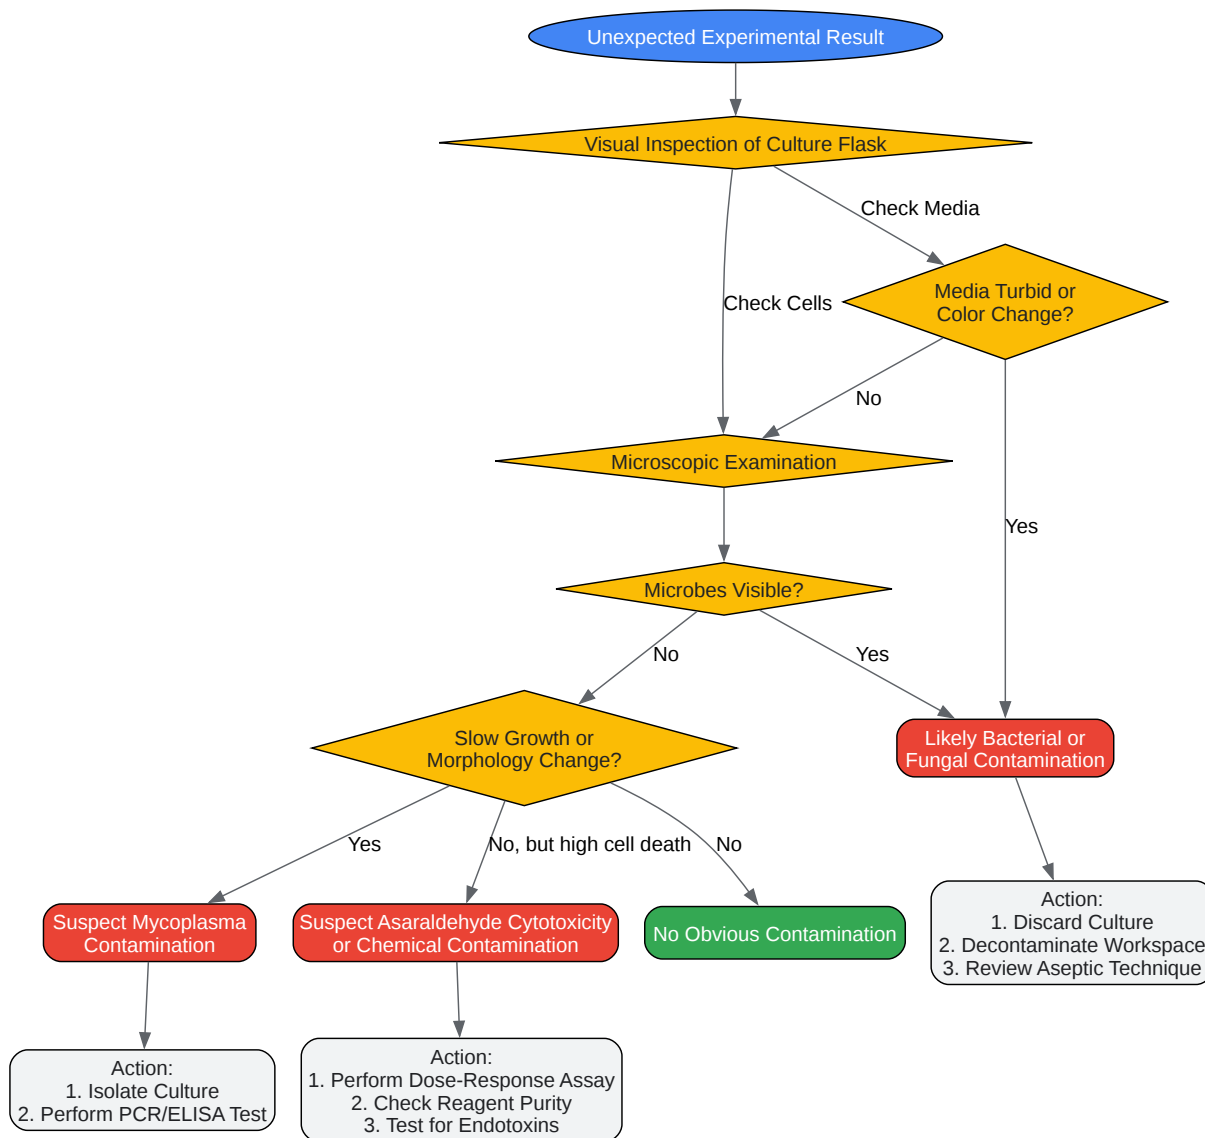 Unexpected Experimental Result
Visual Inspection of Culture Flask
Check Media
Media Turbid or
Color Change?
Check Cells
No
Microscopic Examination
Yes
Microbes Visible?
No
Yes
Slow Growth or
Morphology Change?
Likely Bacterial or
Fungal Contamination
Yes
No, but high cell death
No
Suspect Mycoplasma
Contamination
Suspect Asaraldehyde Cytotoxicity
or Chemical Contamination
No Obvious Contamination
Action:
1. Discard Culture
2. Decontaminate Workspace
3. Review Aseptic Technique
Action:
1. Isolate Culture
2. Perform PCR/ELISA Test
Action:
1. Perform Dose-Response Assay
2. Check Reagent Purity
3. Test for Endotoxins